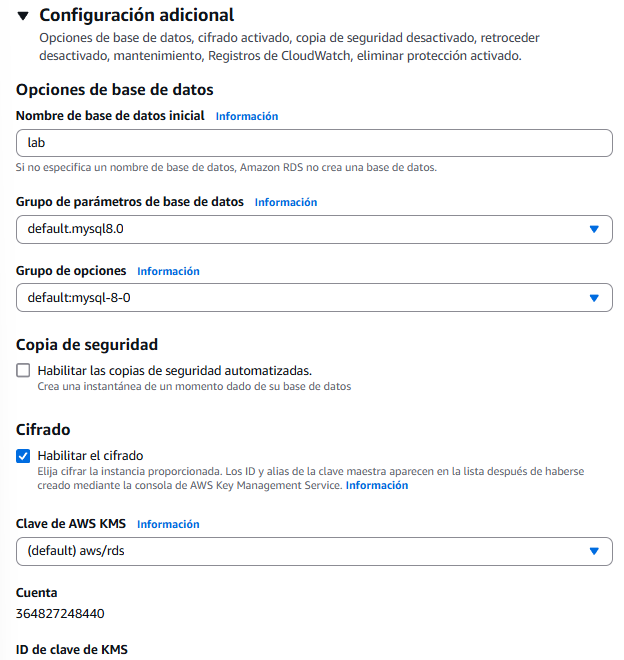 Configuración adicional
Opciones de base de datos, cifrado activado, copia de seguridad desactivado, retroceder
desactivado, mantenimiento, Registros de CloudWatch, eliminar protección activado.
Opciones de base de datos
Nombre de base de datos inicial Información
lab
Si no especifica un nombre de base de datos, Amazon RDS no crea una base de datos.
Grupo de parámetros de base de datos Información
default.mysql8.0
Grupo de opciones Información
default:mysql-8-0
Copia de seguridad
Habilitar las copias de seguridad automatizadas.
Crea una instantánea de un momento dado de su base de datos
Cifrado
Habilitar el cifrado
Elija cifrar la instancia proporcionada. Los ID y alias de la clave maestra aparecen en la lista después de haberse
creado mediante la consola de AWS Key Management Service. Información
Clave de AWS KMS Información
(default) aws/rds
Cuenta
364827248440
ID de clave de KMS